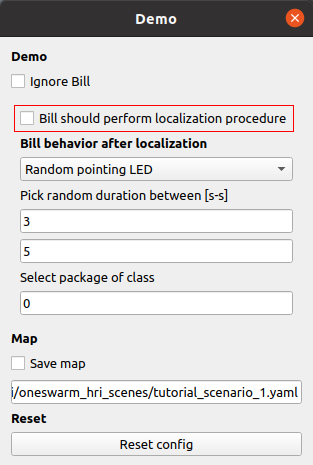 Demo
Demo
Ignore Bill
Bill should perform localization procedure
Bill behavior after localization
Random pointing LED
Pick random duration between [s-s]
3
5
Select package of class
0
Map
Save map
i/oneswarm_hri_scenes/tutorial_scenario_1.yaml
Reset
Reset config